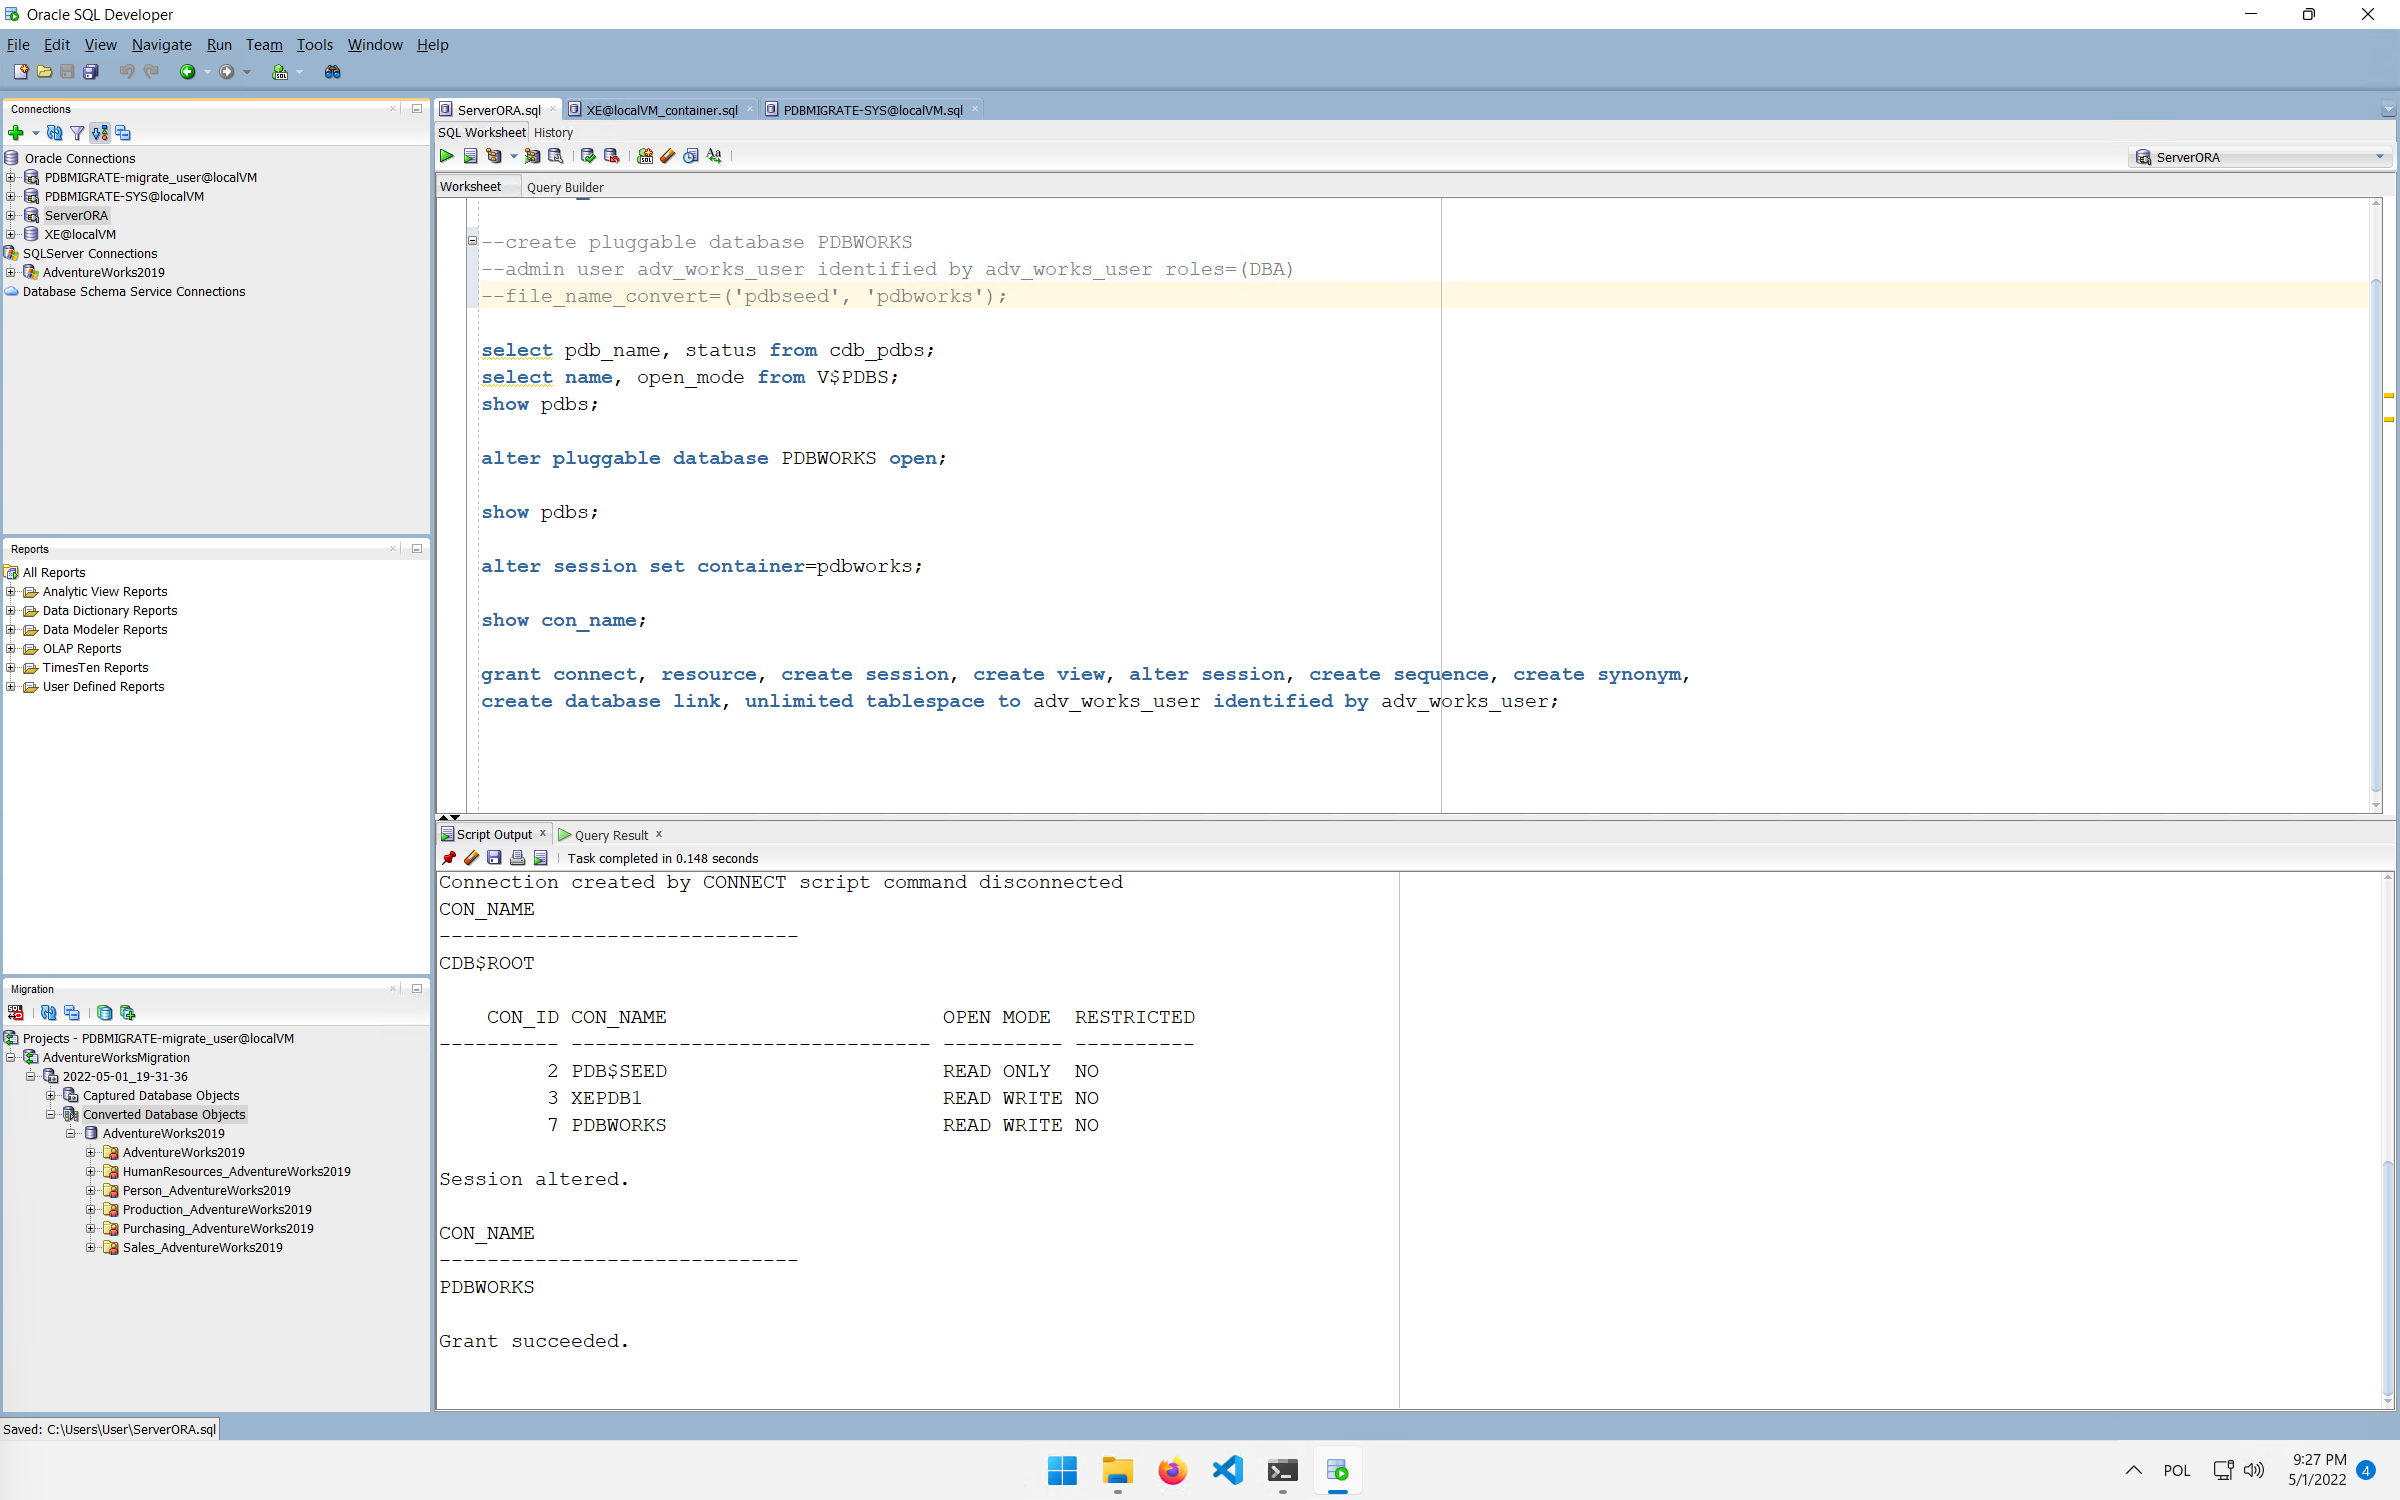 Oracle SQL Developer
File Edit View Navigate Run Team Tools Window Help
Connections
Oracle Connections
PDBMIGRATE-migrate_user@localVM
PDBMIGRATE-SYS@localVM
ServerORA
XE@localVM
SQLServer Connections
AdventureWorks2019
Database Schema Service Connections
Reports
All Reports
Analytic View Reports
Data Dictionary Reports
Data Modeler Reports
OLAP Reports
TimesTen Reports
User Defined Reports
Migration
Projects - PDBMIGRATE-migrate_user@localVM
AdventureWorksMigration
2022-05-01_19-31-36
Captured Database Objects
Converted Database Objects
AdventureWorks2019
AdventureWorks2019
HumanResources_AdventureWorks2019
Person_AdventureWorks2019
Production_AdventureWorks2019
Purchasing_AdventureWorks2019
Sales_AdventureWorks2019
ServerORA.sql XE@localVM_container.sql PDBMIGRATE-SYS@localVM.sql
SQL Worksheet History
ServerORA
Worksheet Query Builder
--create pluggable database PDBWORKS
--admin user adv_works_user identified by adv_works_user roles=(DBA)
--file_name_convert=('pdbseed', 'pdbworks');
select pdb_name, status from cdb_pdbs;
select name, open_mode from V$PDBS;
show pdbs;
alter pluggable database PDBWORKS open;
show pdbs;
alter session set container=pdbworks;
show con_name;
grant connect, resource, create session, create view, alter session, create sequence, create synonym,
create database link, unlimited tablespace to adv_works_user identified by adv_works_user;
Script Output Query Result
Task completed in 0.148 seconds
Connection created by CONNECT script command disconnected
CON_NAME
------------------------------
CDB$ROOT
CON_ID CON_NAME OPEN MODE RESTRICTED
---------- ------------------------------ ---------- ----------
2 PDB$SEED READ ONLY NO
3 XEPDB1 READ WRITE NO
7 PDBWORKS READ WRITE NO
Session altered.
CON_NAME
------------------------------
PDBWORKS
Grant succeeded.
Saved: C:\Users\User\ServerORA.sql
POL
9:27 PM
5/1/2022
4